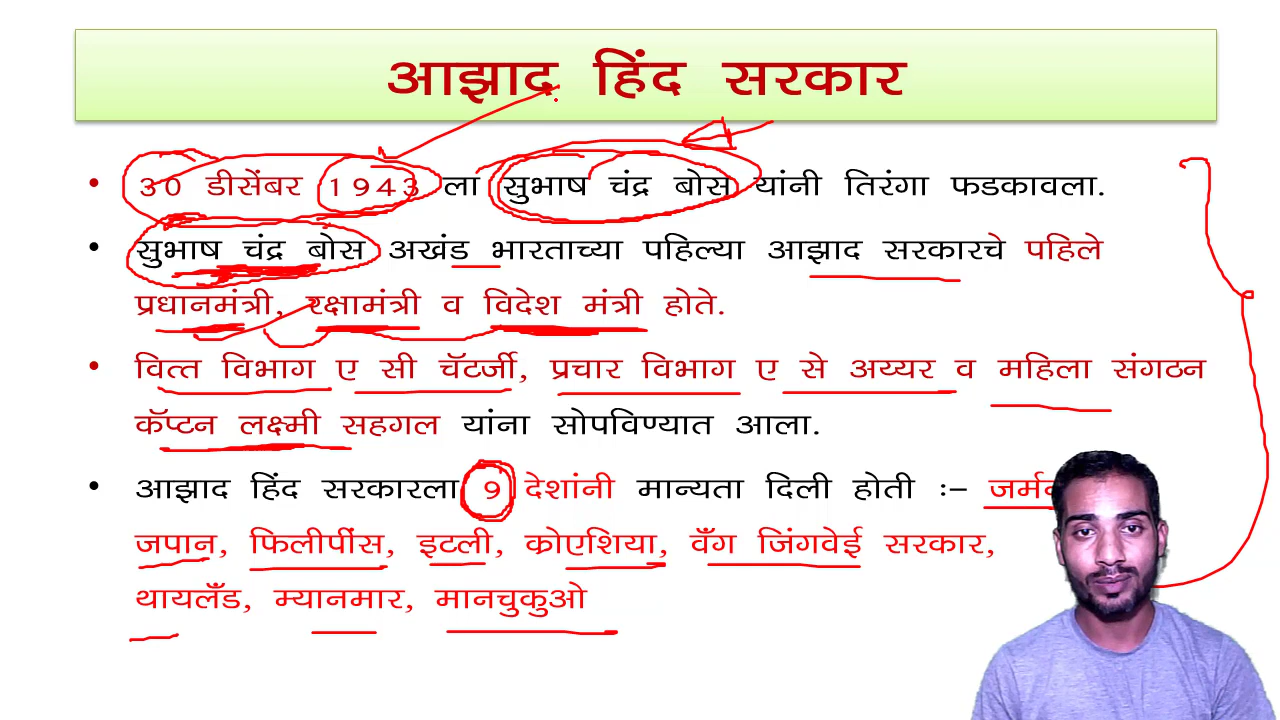 आझाद हिंद सरकार
• 30 डीसेंबर 1943 ला सुभाष चंद्र बोस यांनी तिरंगा फडकावला.
• सुभाष चंद्र बोस अखंड भारताच्या पहिल्या आझाद सरकारचे पहिले
प्रधानमंत्री, रक्षामंत्री व विदेश मंत्री होते.
• वित्त विभाग ए सी चॅटर्जी, प्रचार विभाग ए से अय्यर व महिला संगठन
कॅप्टन लक्ष्मी सहगल यांना सोपविण्यात आला.
• आझाद हिंद सरकारला 9 देशांनी मान्यता दिली होती :–
जपान, फिलीपींस, इटली, क्रोएशिया, वँग जिंगवेई सरकार,
थायलँड, म्यानमार, मानचुकुओ